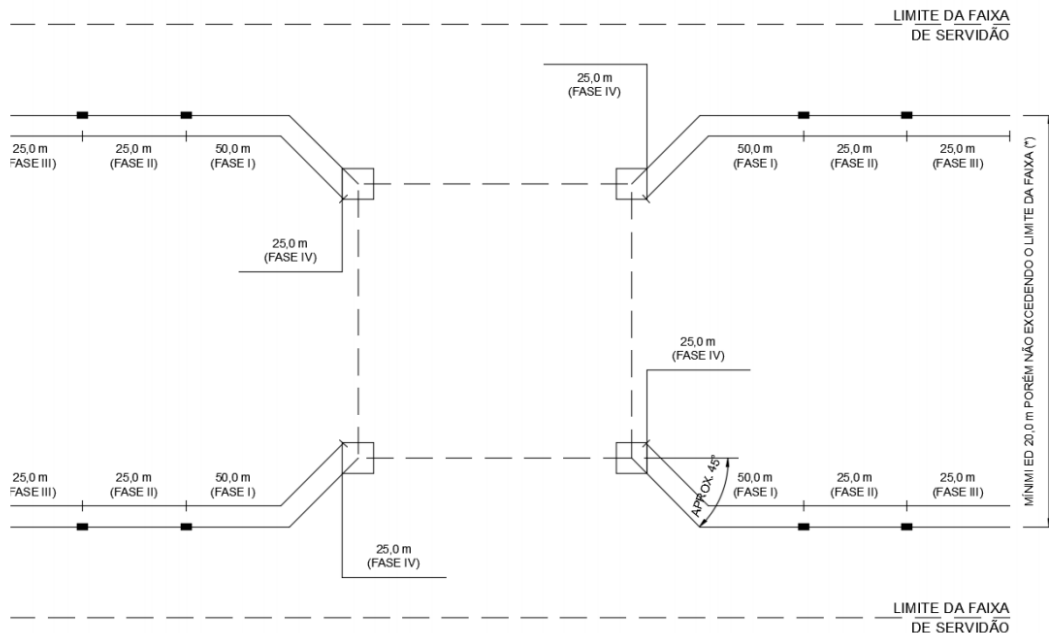 LIMITE DA FAIXA
DE SERVIDÃO
25,0 m
(FASE IV)
25,0 m
FASE III)
25,0 m
(FASE II)
50,0 m
(FASE I)
50,0 m
(FASE I)
25,0 m
(FASE II)
25,0 m
(FASE III)
25,0 m
(FASE IV)
25,0 m
(FASE IV)
MÍNIMI ED 20,0 m PORÉM NÃO EXCEDENDO O LIMITE DA FAIXA (*)
25,0 m
FASE III)
25,0 m
(FASE II)
50,0 m
(FASE I)
APROX. 45°
50,0 m
(FASE I)
25,0 m
(FASE II)
25,0 m
(FASE III)
25,0 m
(FASE IV)
LIMITE DA FAIXA
DE SERVIDÃO